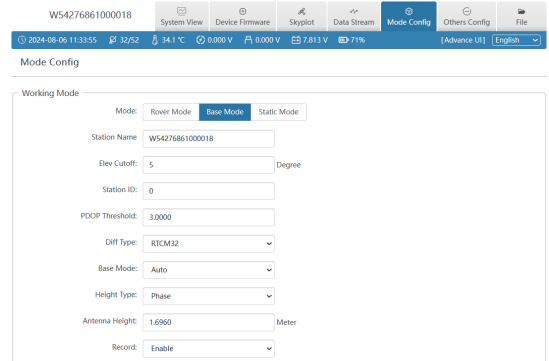 W54276861000018
System View
Device Firmware
Skyplot
Data Stream
Mode Config
Others Config
File
2024-08-06 11:33:55 32/52 34.1 ℃ 0.000 V 0.000 V 7.813 V 71% [Advance UI] English
Mode Config
Working Mode
Mode: Rover Mode Base Mode Static Mode
Station Name W54276861000018
Elev Cutoff: 5 Degree
Station ID: 0
PDOP Threshold: 3.0000
Diff Type: RTCM32
Base Mode: Auto
Height Type: Phase
Antenna Height: 1.6960 Meter
Record: Enable